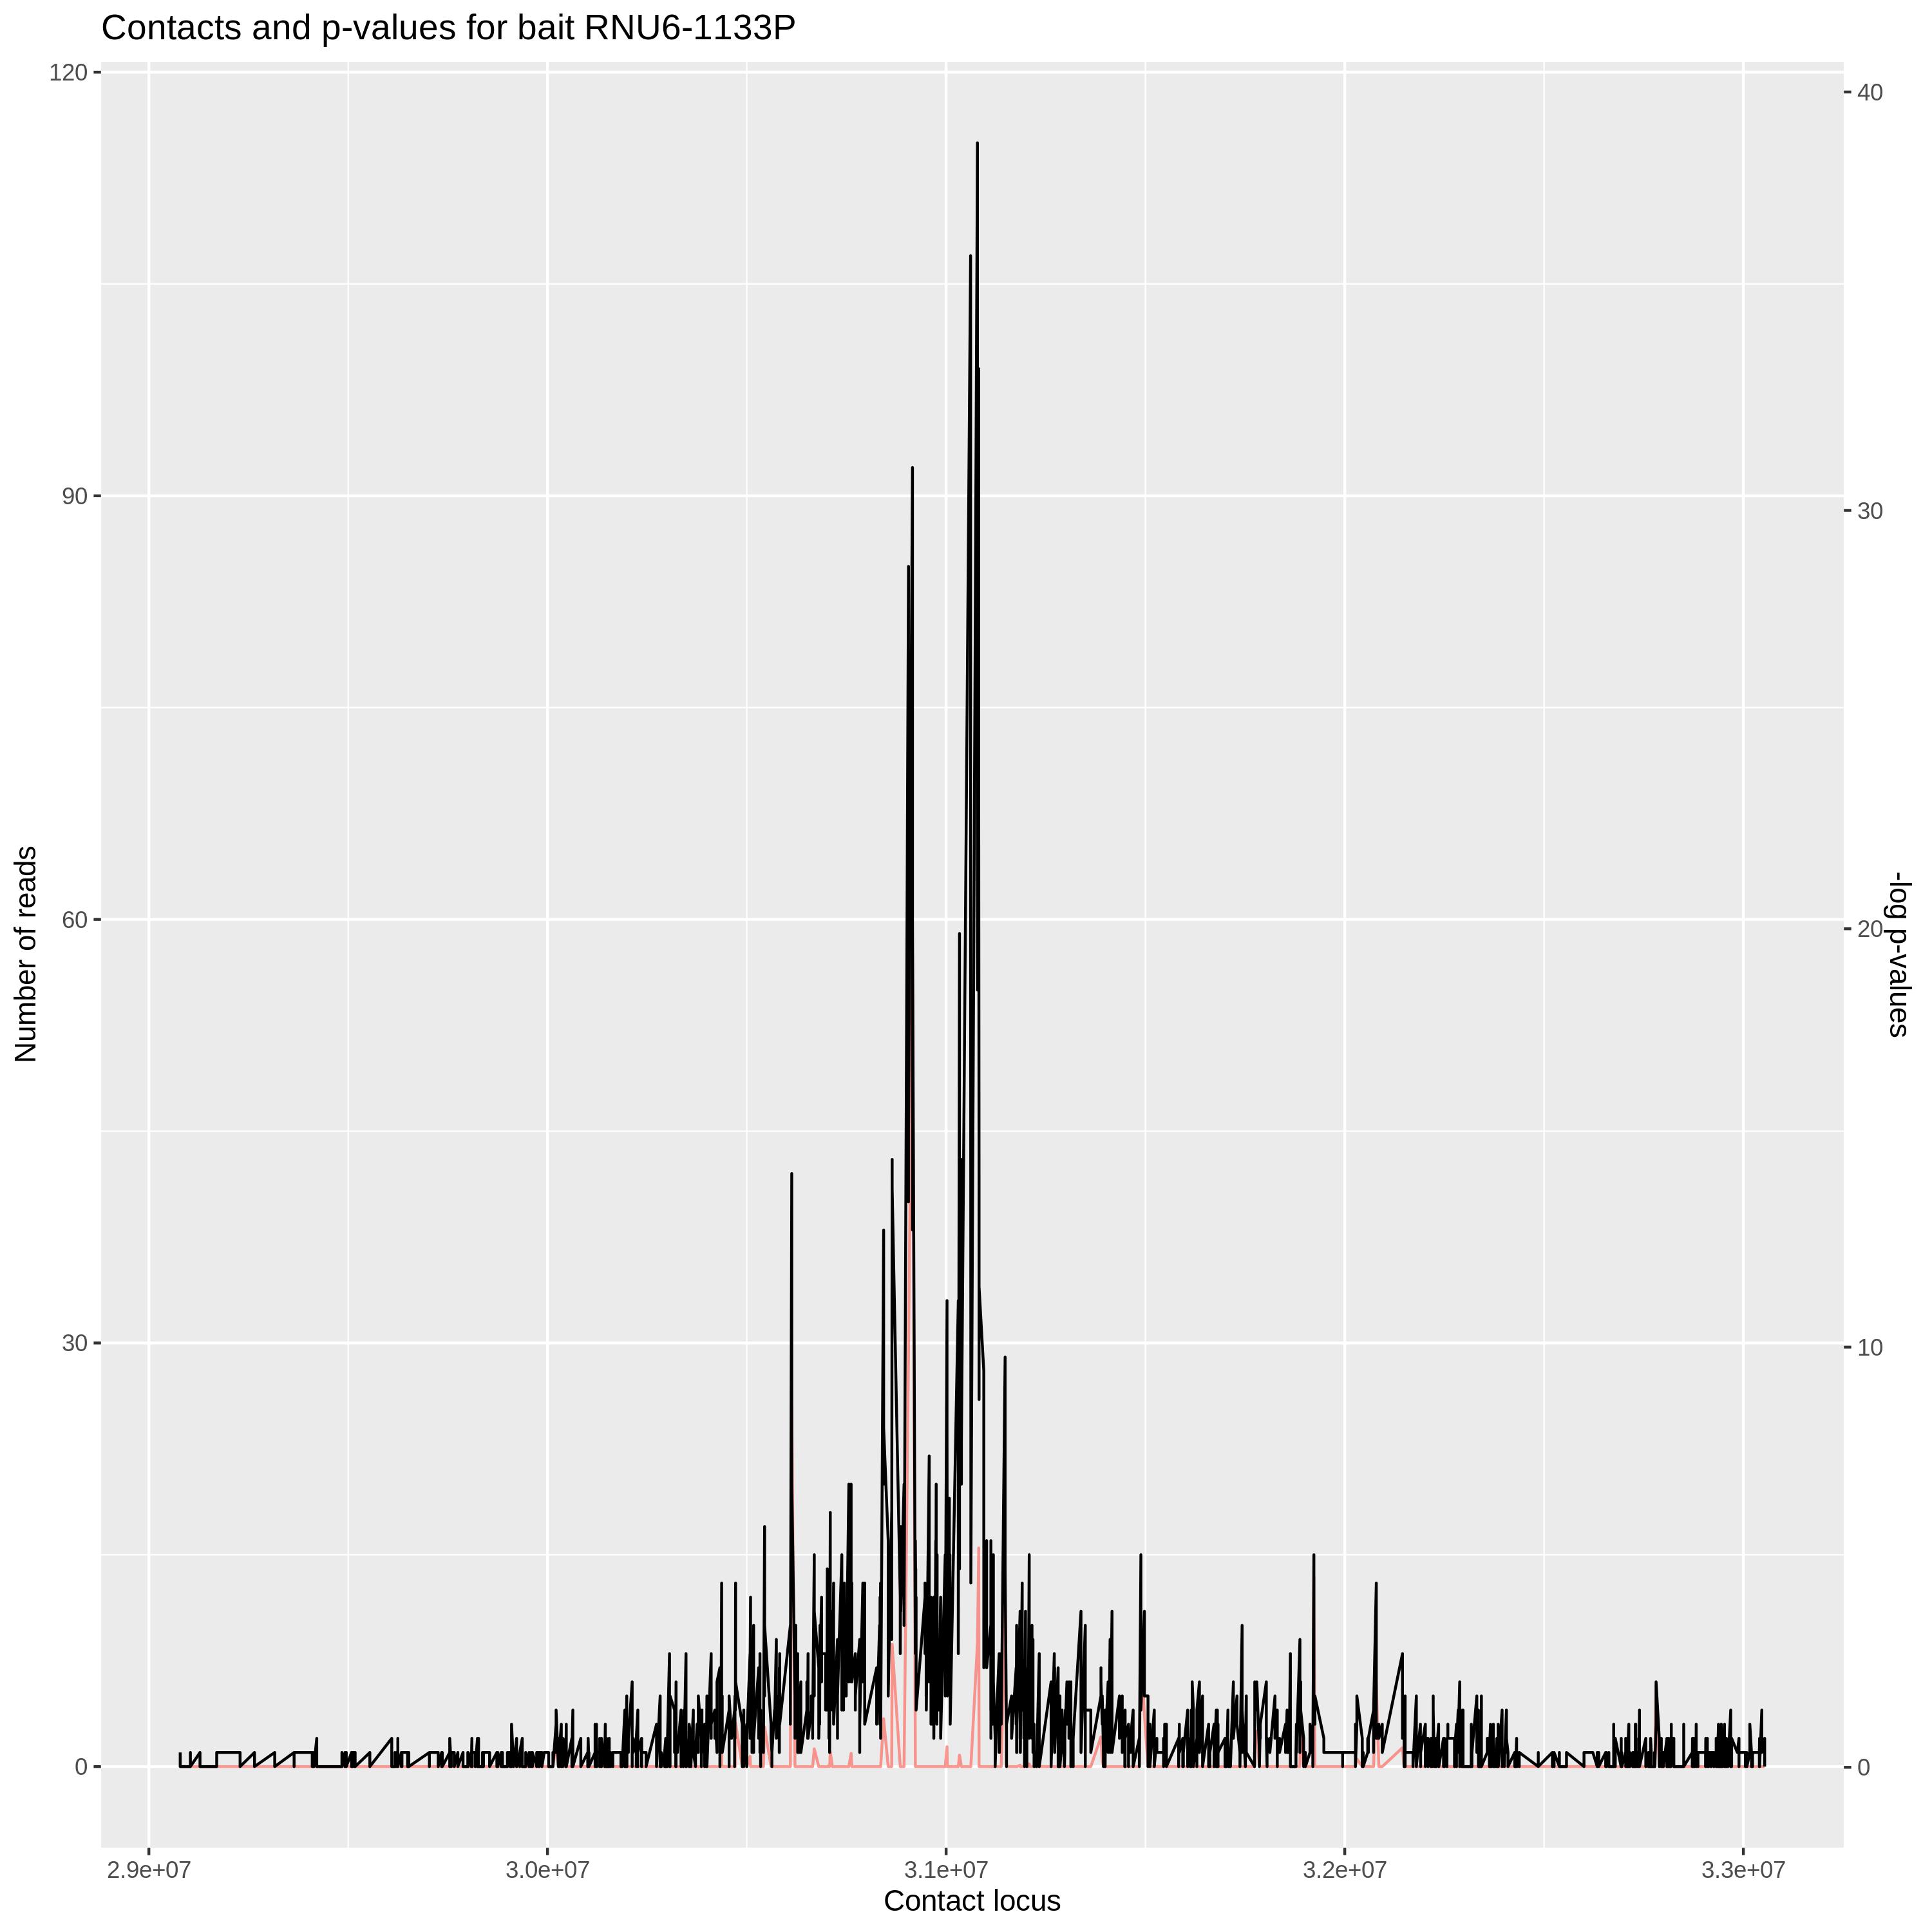 Contacts and p-values for bait RNU6-1133P
120
90
60
30
0
Number of reads
40
30
20
10
0
-log p-values
2.9e+07
3.0e+07
3.1e+07
3.2e+07
3.3e+07
Contact locus